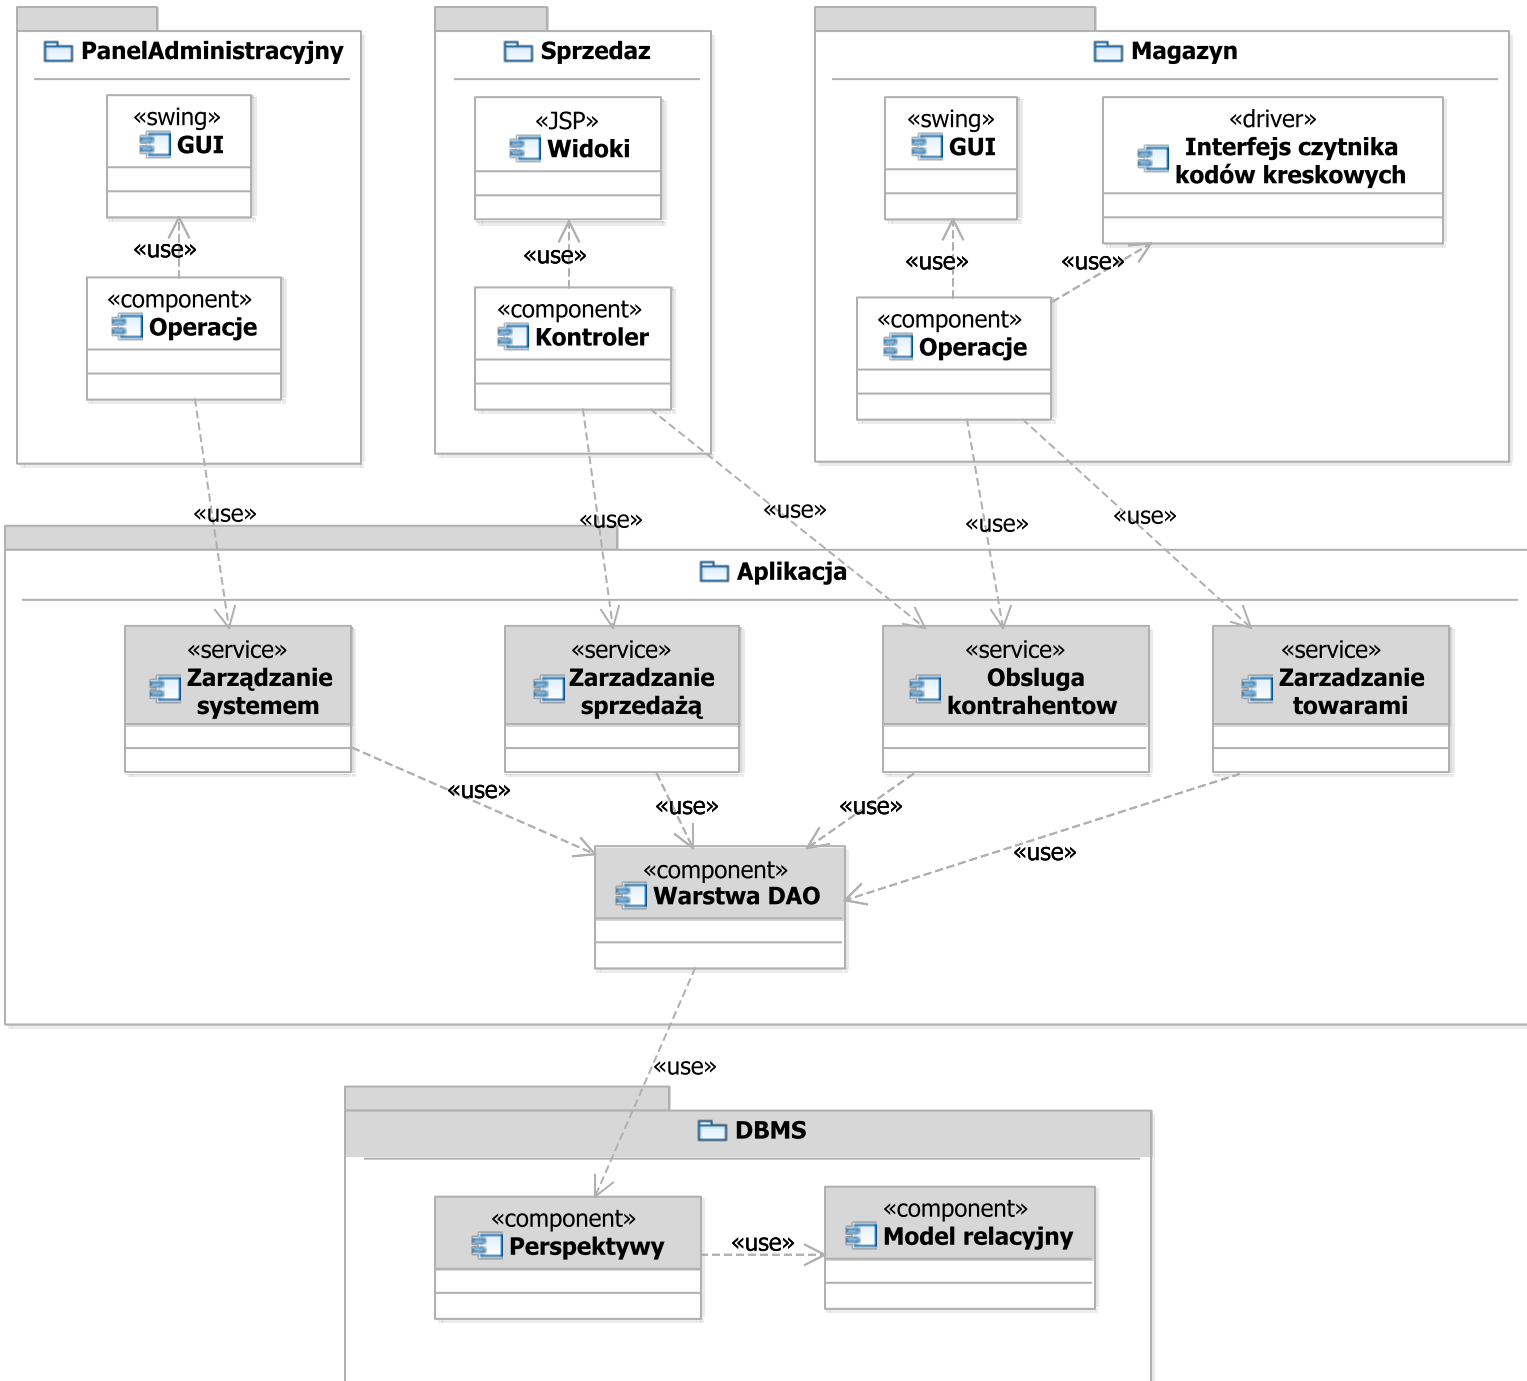 PanelAdministracyjny
«swing»
GUI
«use»
«component»
Operacje
Sprzedaz
«JSP»
Widoki
«use»
«component»
Kontroler
Magazyn
«swing»
GUI
«driver»
Interfejs czytnika
kodów kreskowych
«use»
«use»
«component»
Operacje
«use»
«use»
«use»
«use»
«use»
Aplikacja
«service»
Zarządzanie
systemem
«service»
Zarzadzanie
sprzedażą
«service»
Obsluga
kontrahentow
«service»
Zarzadzanie
towarami
«use»
«use»
«use»
«use»
«component»
Warstwa DAO
«use»
DBMS
«component»
Perspektywy
«use»
«component»
Model relacyjny